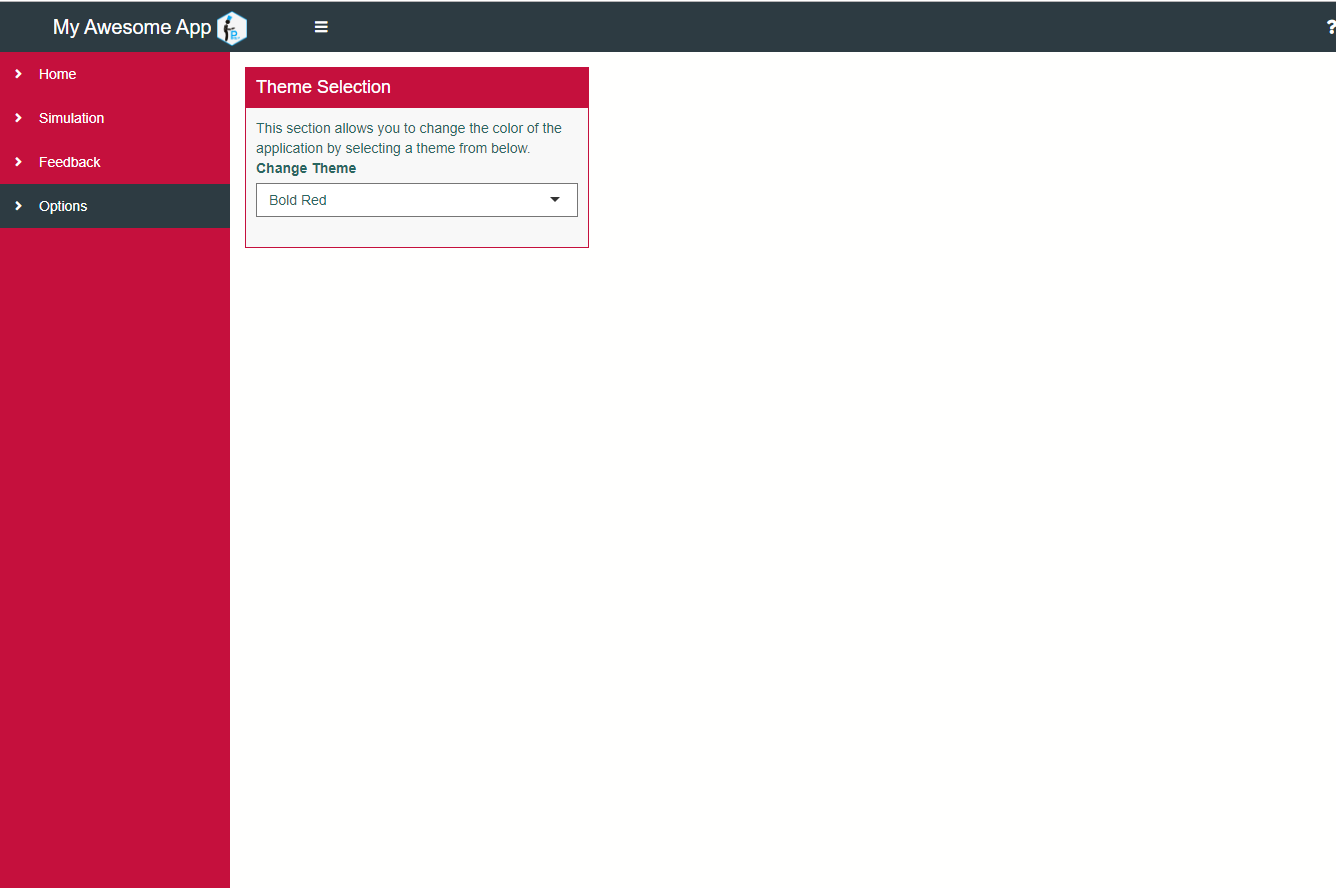 My Awesome App
?
Home
Simulation
Feedback
Options
Theme Selection
This section allows you to change the color of the
application by selecting a theme from below.
Change Theme
Bold Red